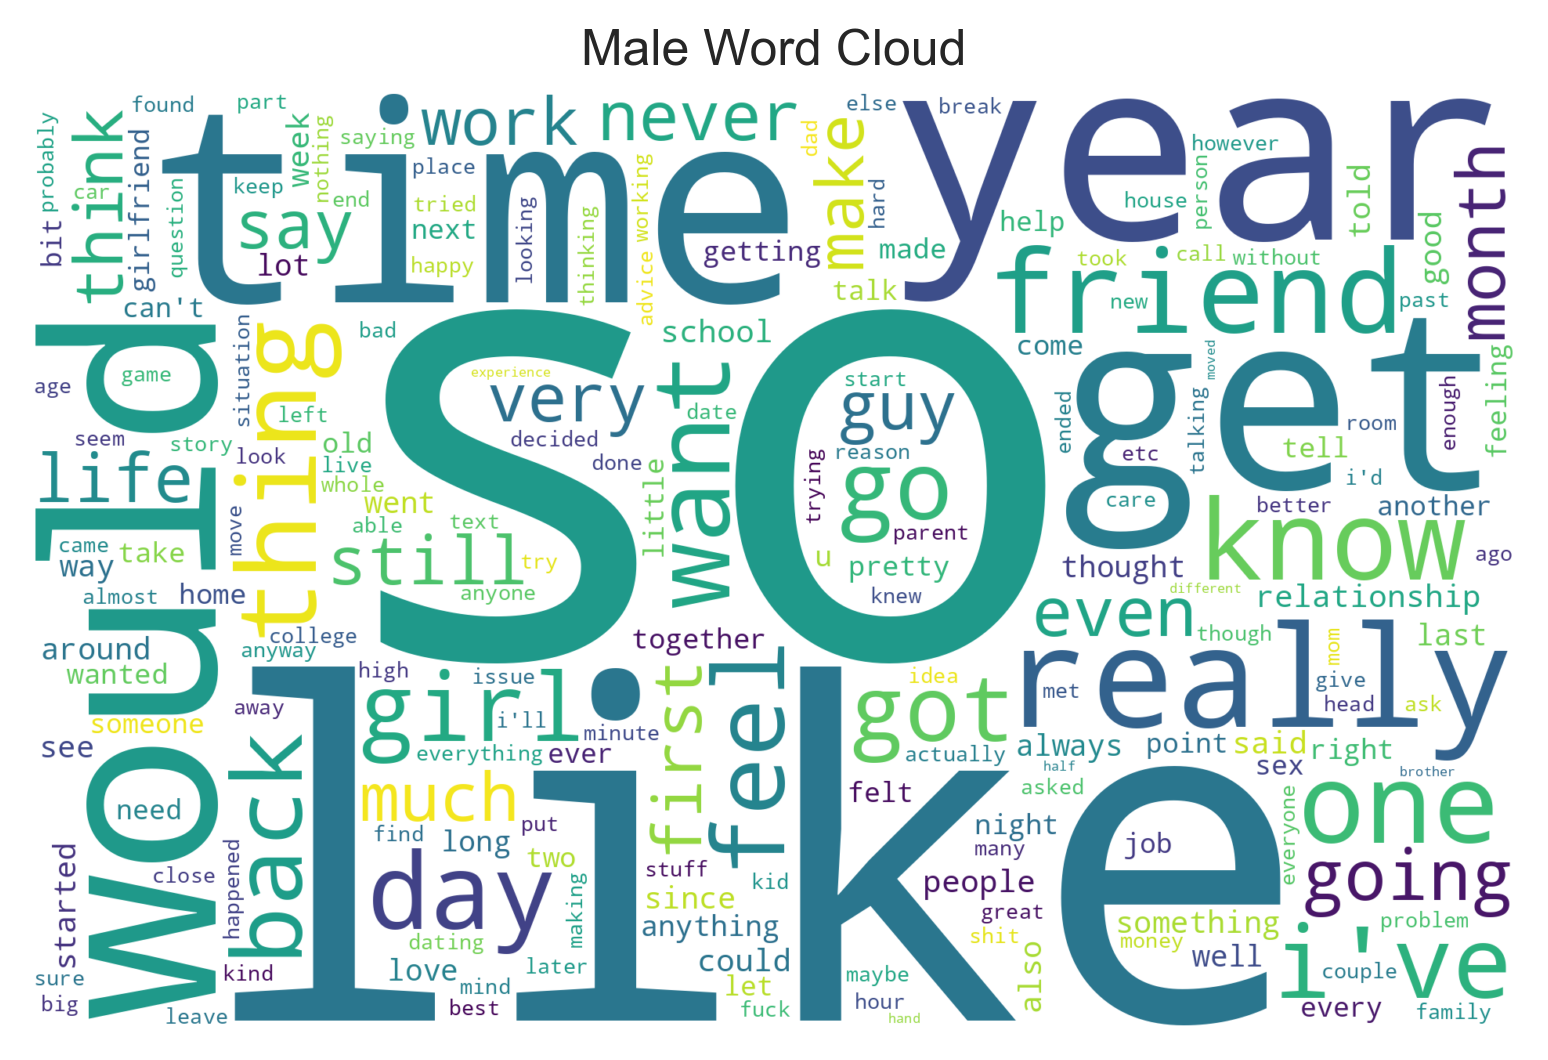 Male Word Cloud
found
part
else
break
work
never
year
time
think
probably
week
saying
nothing
place
make
dad
however
month
car
girlfriend
keep
end
tried
hard
house
person
told
question
say
next
looking
thinking
advice
working
getting
made
help
good
bit
lot
happy
talk
friend
took
call
without
can't
new
past
so
would
thing
situation
bad
school
come
get
moved
feeling
age
game
experience
very
want
start
guy
date
left
seem
story
old
decided
reason
ended
talking
room
enough
life
look
live
done
etc
tell
whole
went
little
trying
go
care
i'd
better
another
move
able
text
parent
know
came
take
still
try
u
pretty
thought
ago
way
almost
home
anyone
knew
different
relationship
even
around
college
together
though
last
anyway
mom
wanted
high
girl
issue
first
feel
idea
really
met
give
someone
away
i'll
got
head
ask
see
back
minute
everything
ever
actually
always
point
said
right
like
half
sex
brother
need
much
felt
asked
everyone
one
find
long
put
night
job
started
happened
close
day
two
stuff
kid
many
going
since
people
making
great
something
problem
dating
anything
shit
money
i've
sure
kind
love
later
could
also
well
couple
big
mind
let
maybe
leave
best
fuck
hour
hand
every
family